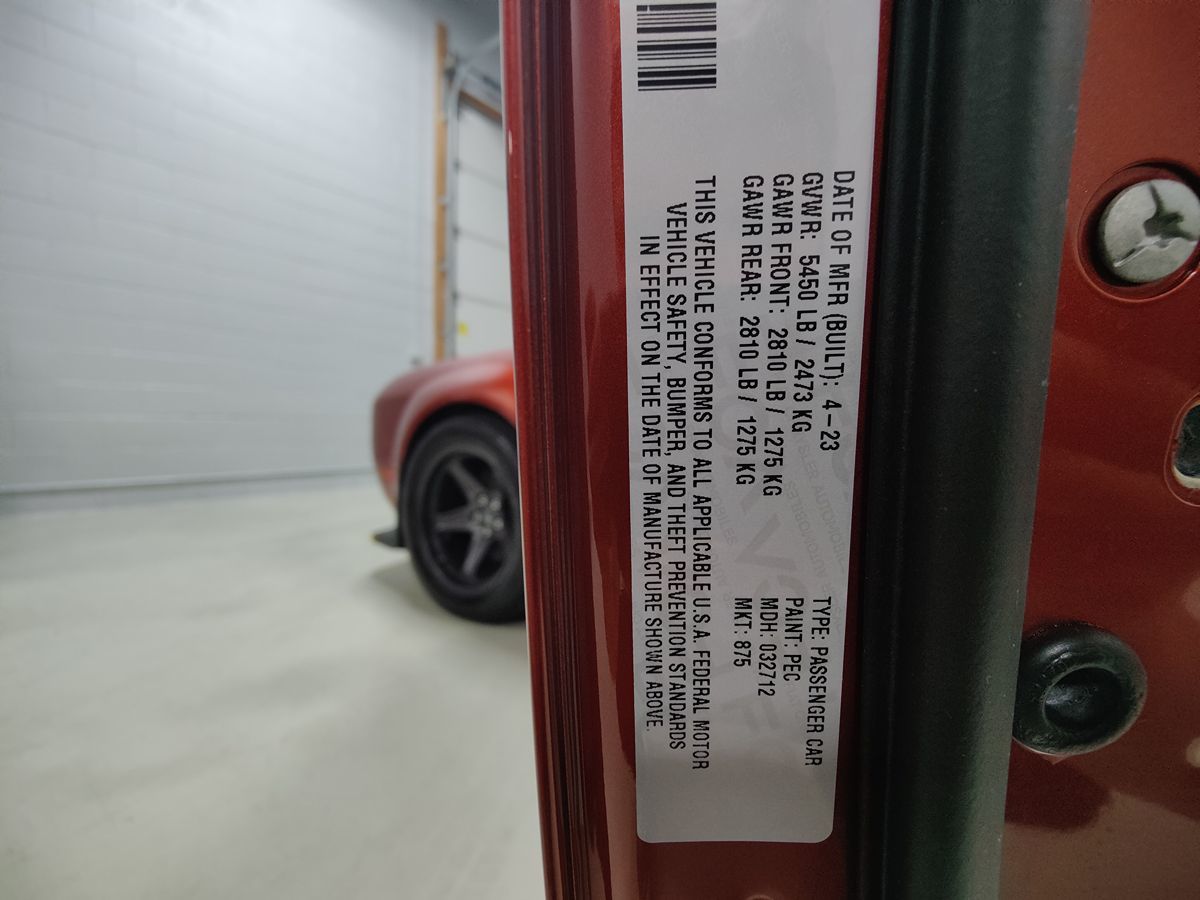 DATE OF MFR (BUILT): 4-23
GVWR: 5450 LB / 2473 KG
GAWR FRONT: 2810 LB / 1275 KG
GAWR REAR: 2810 LB / 1275 KG
THIS VEHICLE CONFORMS TO ALL APPLICABLE U.S.A. FEDERAL MOTOR
VEHICLE SAFETY, BUMPER, AND THEFT PREVENTION STANDARDS
IN EFFECT ON THE DATE OF MANUFACTURE SHOWN ABOVE.
TYPE: PASSENGER CAR
PAINT: PEC
MDH: 032712
MKT: 875